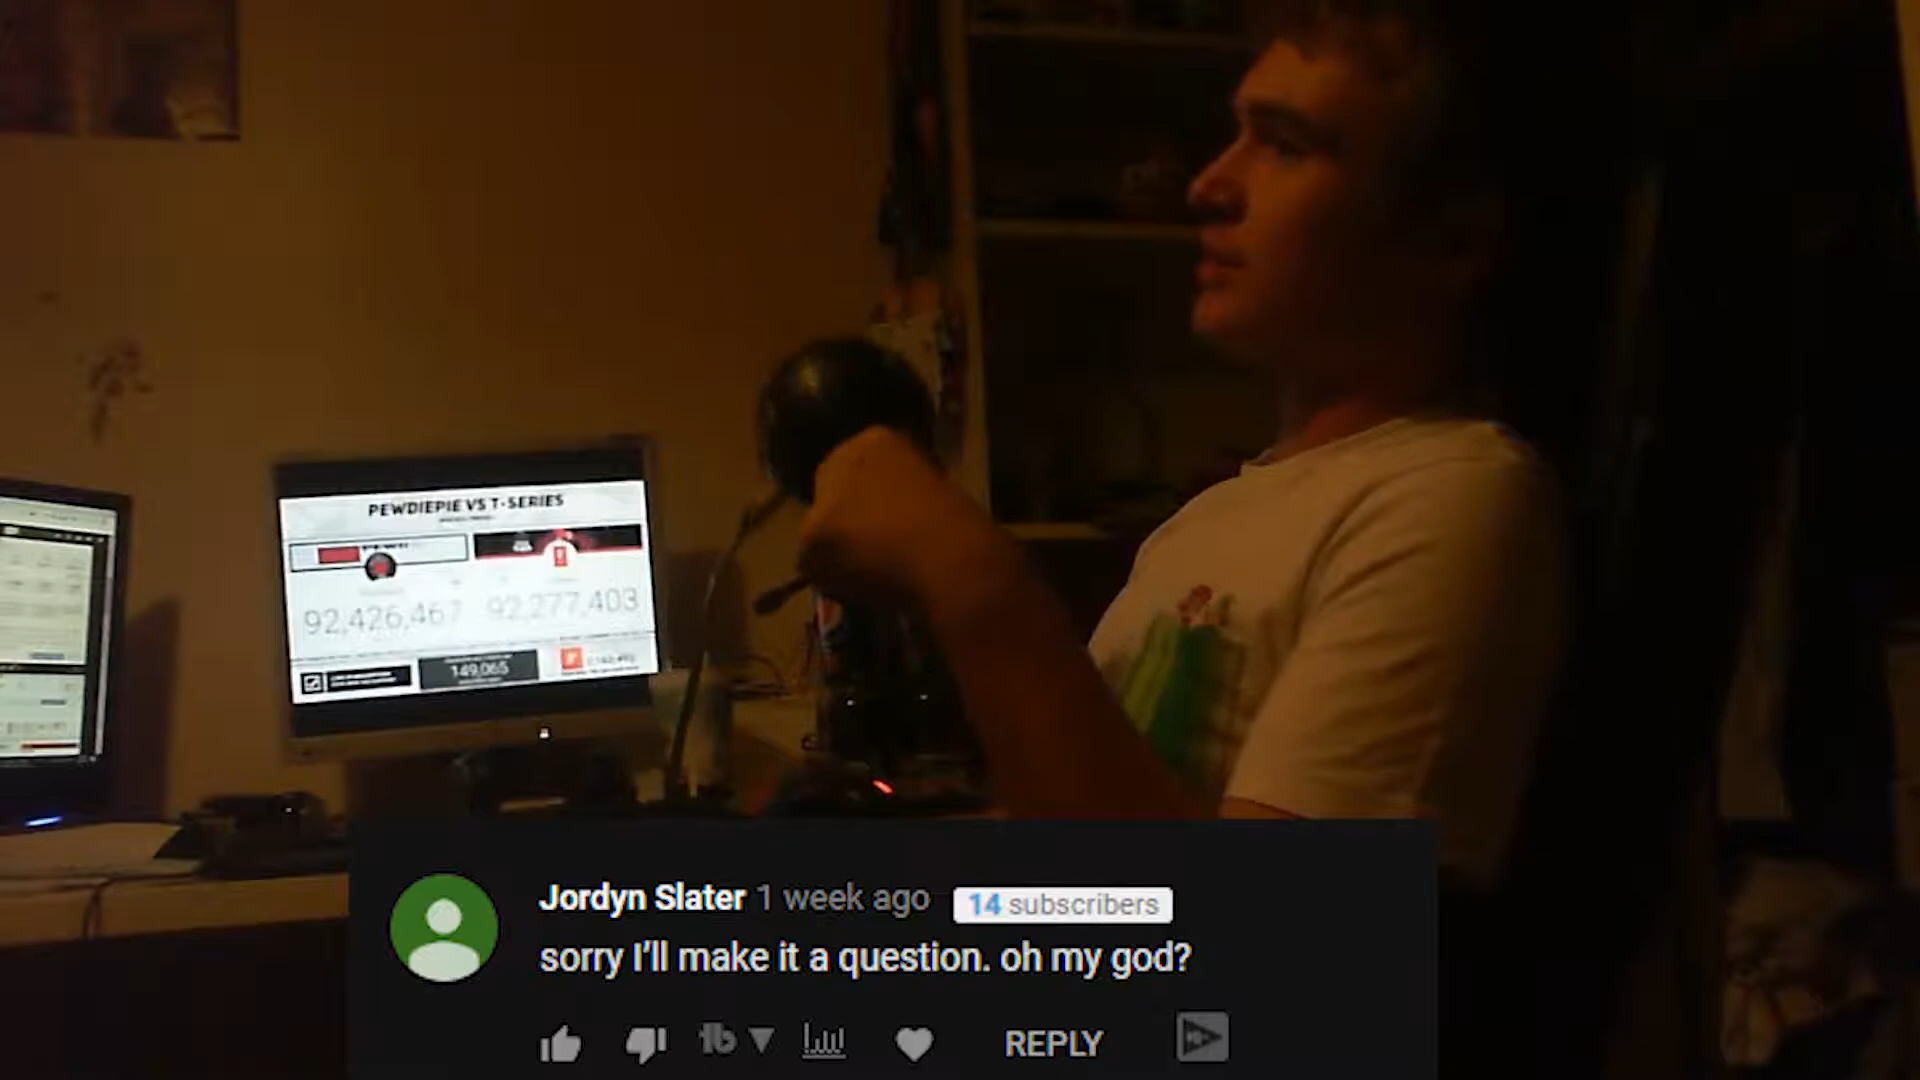 PEWDIEPIE VS T-SERIES
92,426,467 92,277,403
149,065
Jordyn Slater 1 week ago 14 subscribers
sorry I'll make it a question. oh my god?
REPLY